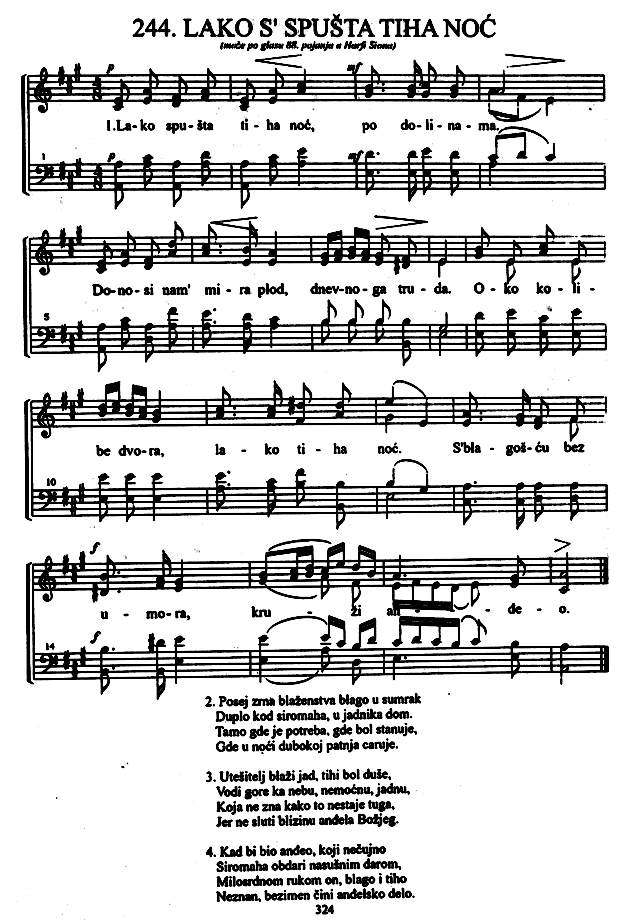 244. LAKO S' SPUŠTA TIHA NOĆ
(može po glasu 88. pojanja u Harfi Siona)
p mf
1.La-ko spu-šta ti-ha noć, po do-li-na-ma.
1 mf
Do-no-si nam' mi-ra plod, dnev-no-ga tru-da. O-ko ko-li-
5
be dvo-ra, la-ko ti-ha noć. S'bla-goš-ću bez
10
f
u-mo-ra, kru-ži an-đeo.
14 f
2. Posej zrna blaženstva blago u sumrak
Duplo kod siromaha, u jadnika dom.
Tamo gde je potreba, gde bol stanuje,
Gde u noći dubokoj patnja caruje.
3. Utešitelj blaži jad, tihi bol duše,
Vodi gore ka nebu, nemoćnu, jadnu,
Koja ne zna kako to nestaje tuga,
Jer ne sluti blizinu anđela Božjeg.
4. Kad bi bio anđeo, koji nečujno
Siromaha obdari nasušnim darom,
Milosrdnom rukom on, blago i tiho
Neznan, bezimen čini anđelsko delo.
324